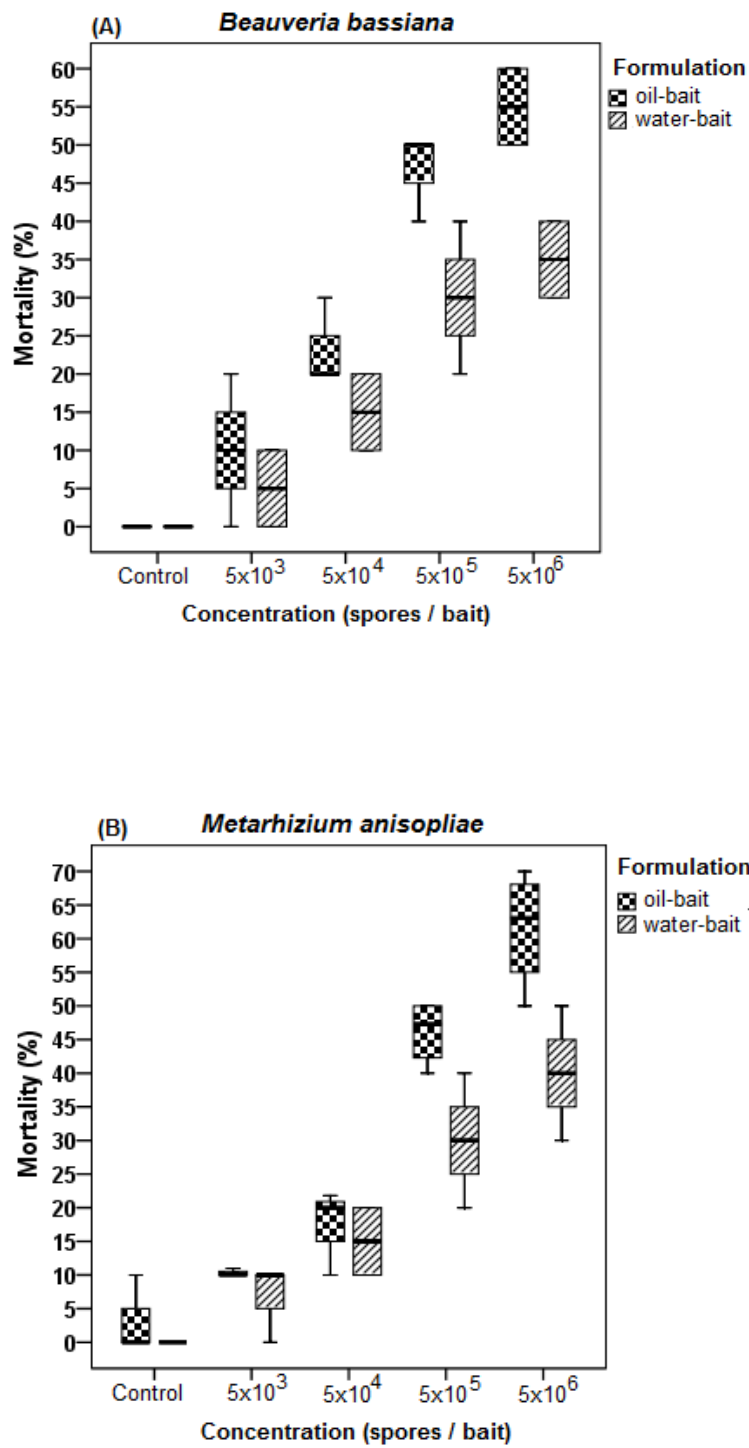 (A) Beauveria bassiana
Formulation
oil-bait
water-bait
Mortality (%)
60
55
50
45
40
35
30
25
20
15
10
5
0
Control 5x10³ 5x10⁴ 5x10⁵ 5x10⁶
Concentration (spores / bait)
(B) Metarhizium anisopliae
Formulation
oil-bait
water-bait
Mortality (%)
70
65
60
55
50
45
40
35
30
25
20
15
10
5
0
Control 5x10³ 5x10⁴ 5x10⁵ 5x10⁶
Concentration (spores / bait)